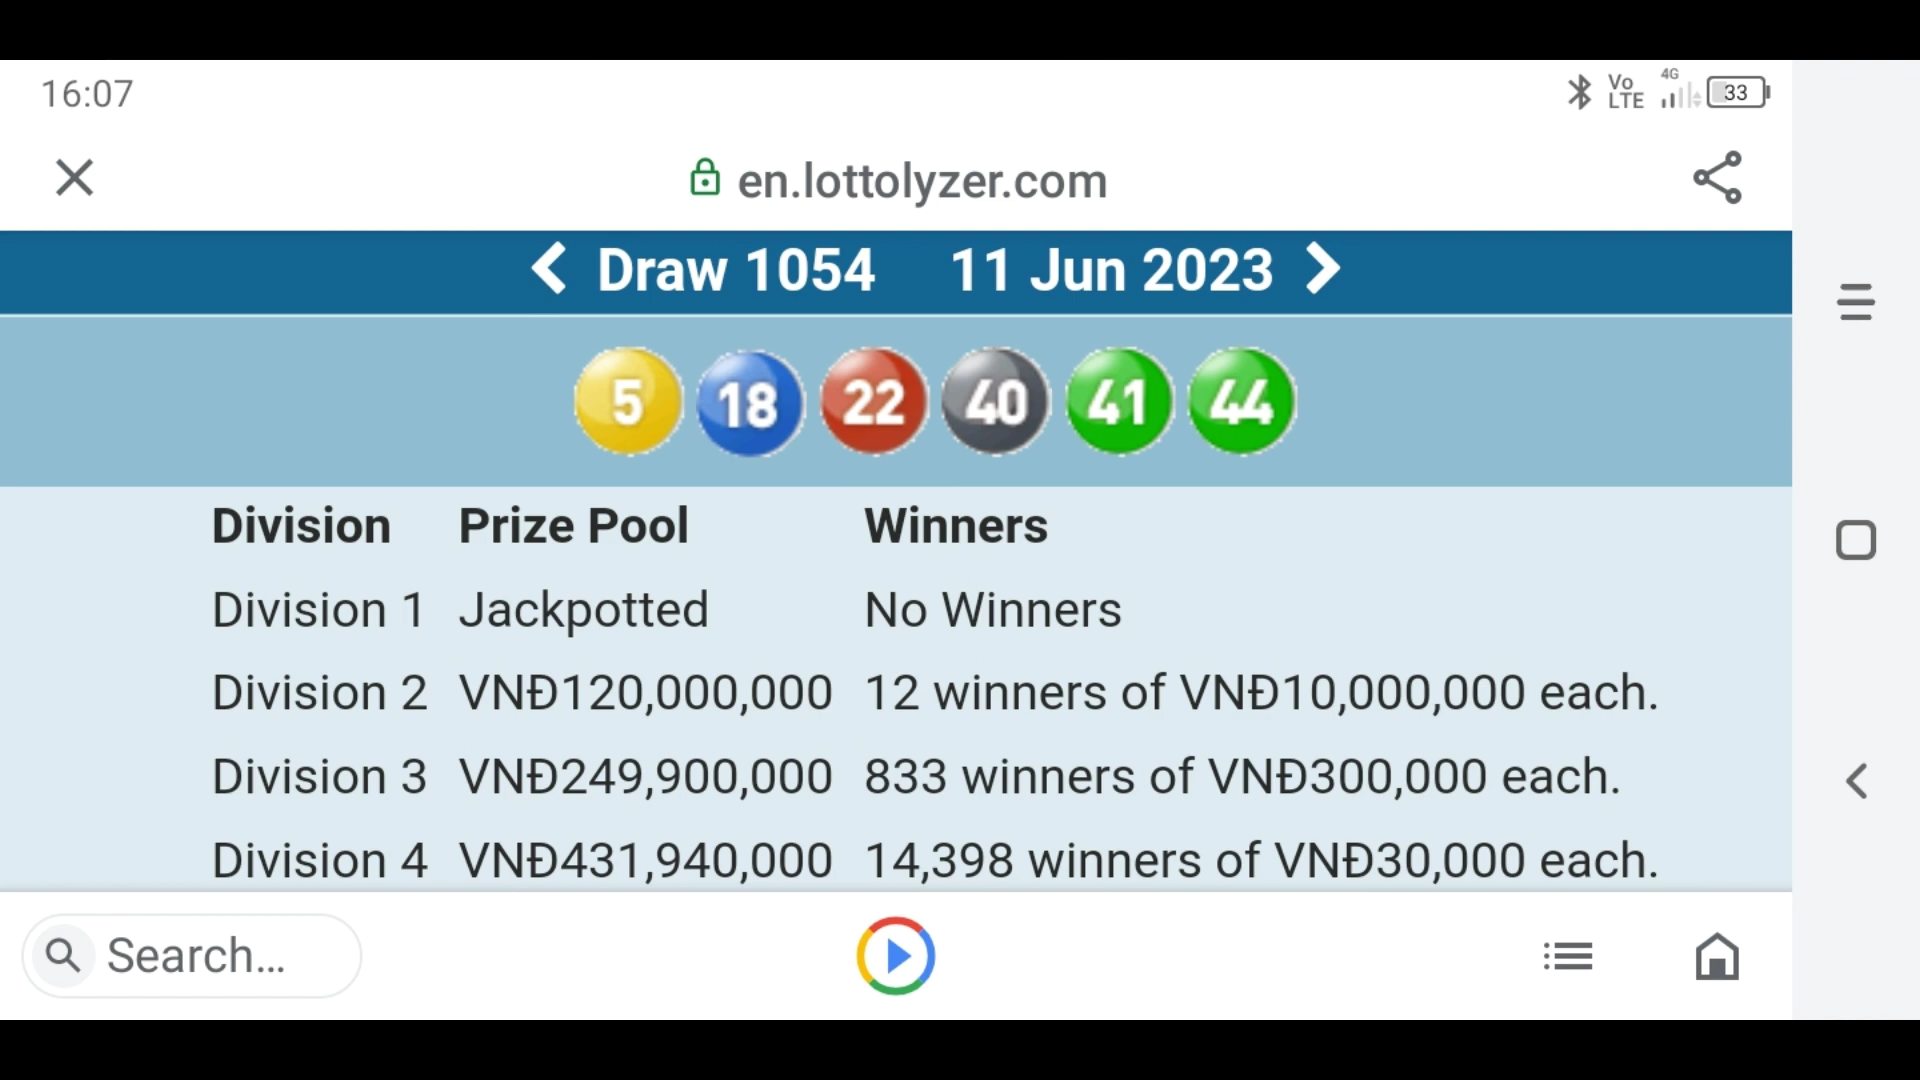 16:07 Vo LTE 4G 33
en.lottolyzer.com
Draw 1054 11 Jun 2023
5 18 22 40 41 44
Division Prize Pool Winners
Division 1 Jackpotted No Winners
Division 2 VNĐ120,000,000 12 winners of VNĐ10,000,000 each.
Division 3 VNĐ249,900,000 833 winners of VNĐ300,000 each.
Division 4 VNĐ431,940,000 14,398 winners of VNĐ30,000 each.
Search...